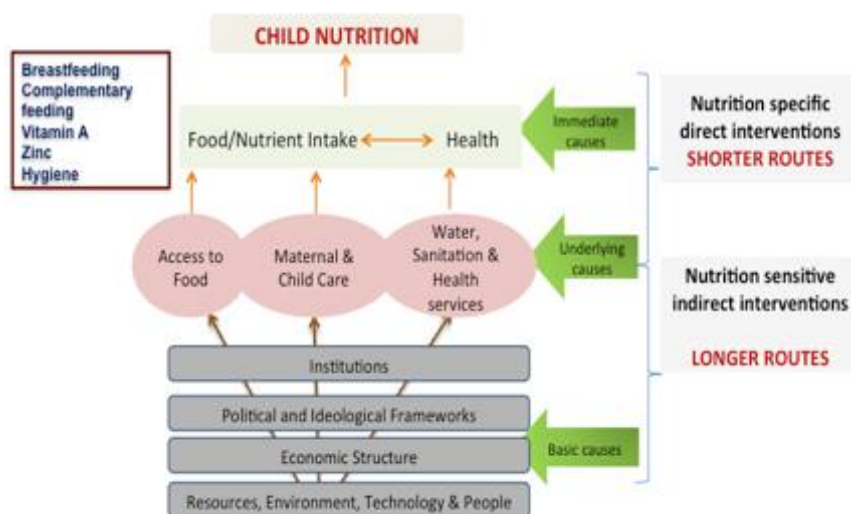 CHILD NUTRITION
Breastfeeding
Complementary
feeding
Vitamin A
Zinc
Hygiene
Food/Nutrient Intake
Health
Immediate
causes
Nutrition specific
direct interventions
SHORTER ROUTES
Access to
Food
Maternal &
Child Care
Water,
Sanitation &
Health
services
Underlying
causes
Nutrition sensitive
indirect interventions
LONGER ROUTES
Institutions
Political and Ideological Frameworks
Economic Structure
Basic causes
Resources, Environment, Technology & People